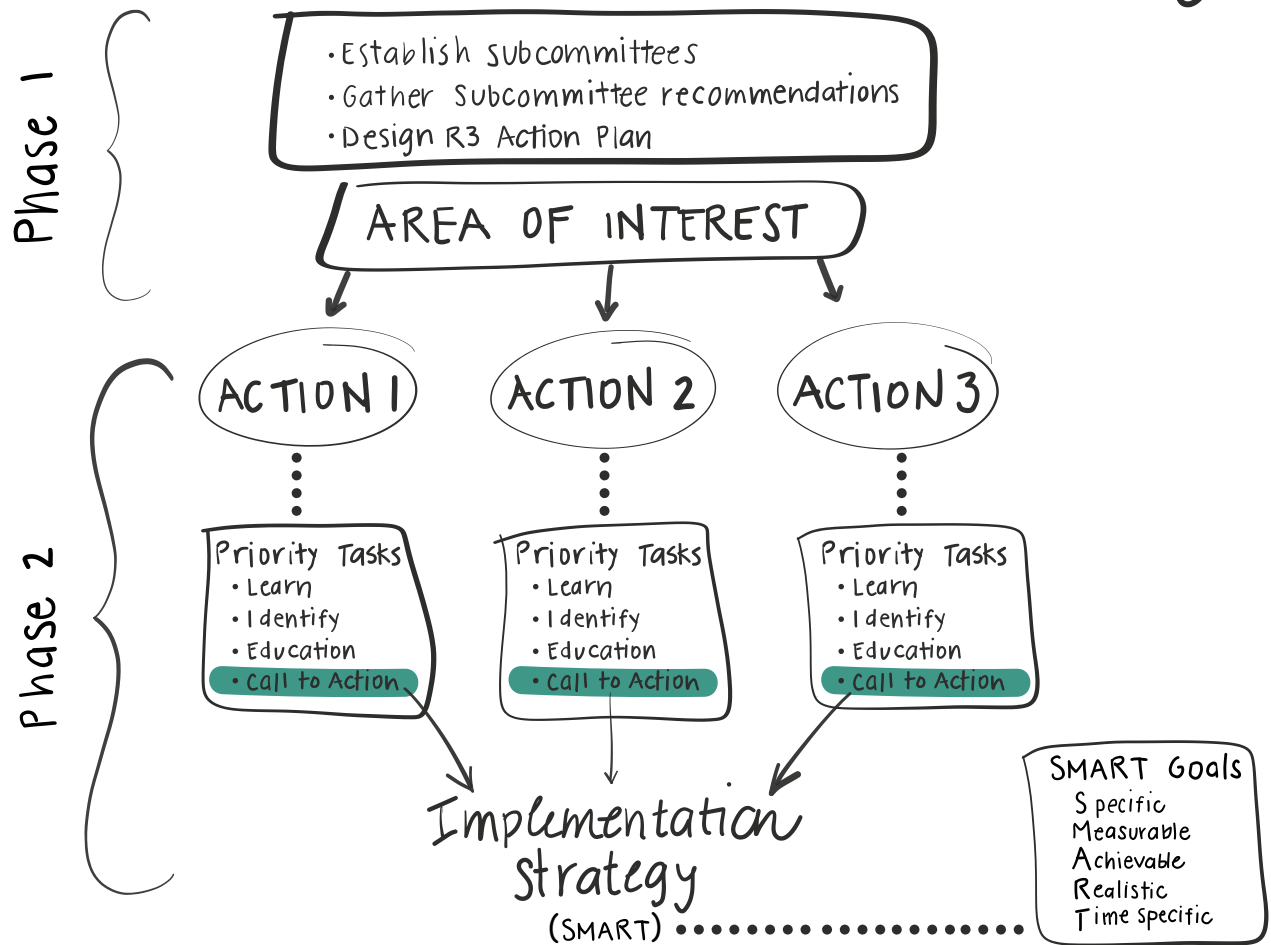 Phase 1
• Establish subcommittees
• Gather subcommittee recommendations
• Design R3 Action Plan
AREA OF INTEREST
Phase 2
ACTION 1
ACTION 2
ACTION 3
Priority Tasks
• Learn
• Identify
• Education
• Call to Action
Priority Tasks
• Learn
• Identify
• Education
• Call to Action
Priority Tasks
• Learn
• Identify
• Education
• Call to Action
Implementation
Strategy
(SMART)
SMART Goals
Specific
Measurable
Achievable
Realistic
Time specific